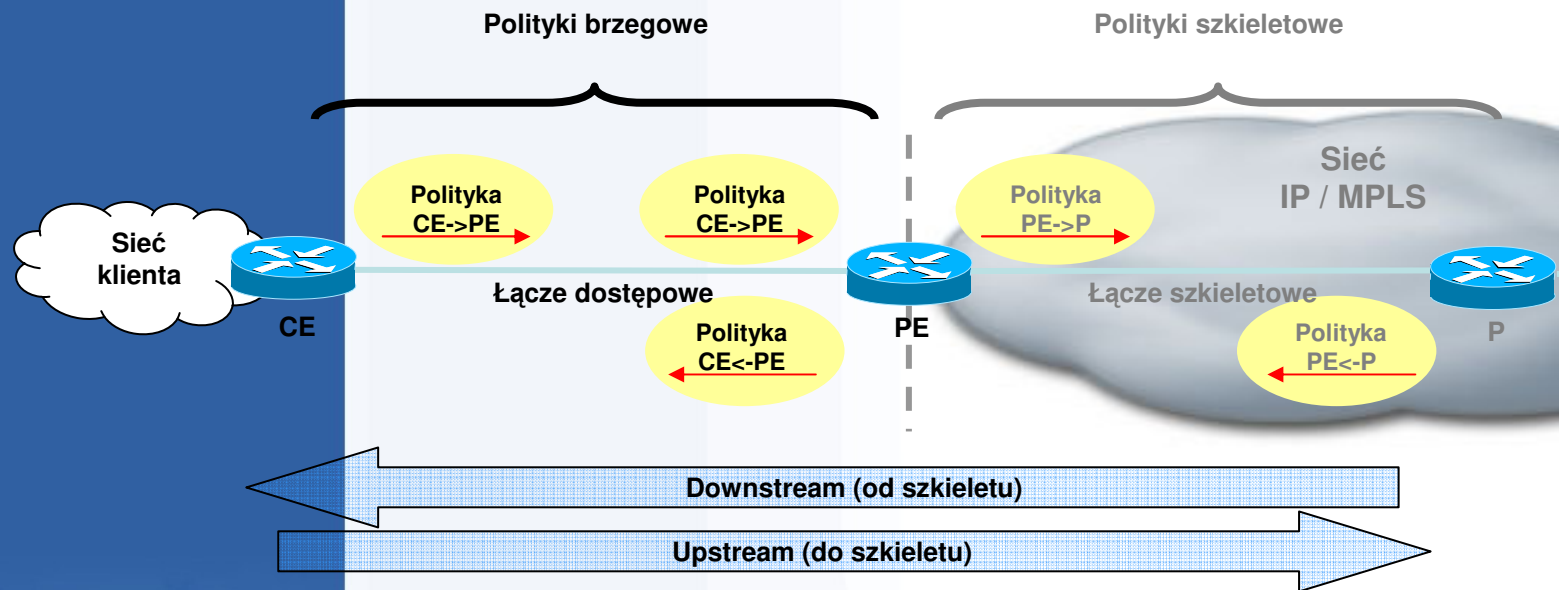 Polityki brzegowe
Polityki szkieletowe
Sieć
IP / MPLS
Polityka
CE->PE
Polityka
CE->PE
Polityka
PE->P
Sieć
klienta
Łącze dostępowe
Łącze szkieletowe
CE
PE
P
Polityka
CE<-PE
Polityka
PE<-P
Downstream (od szkieletu)
Upstream (do szkieletu)